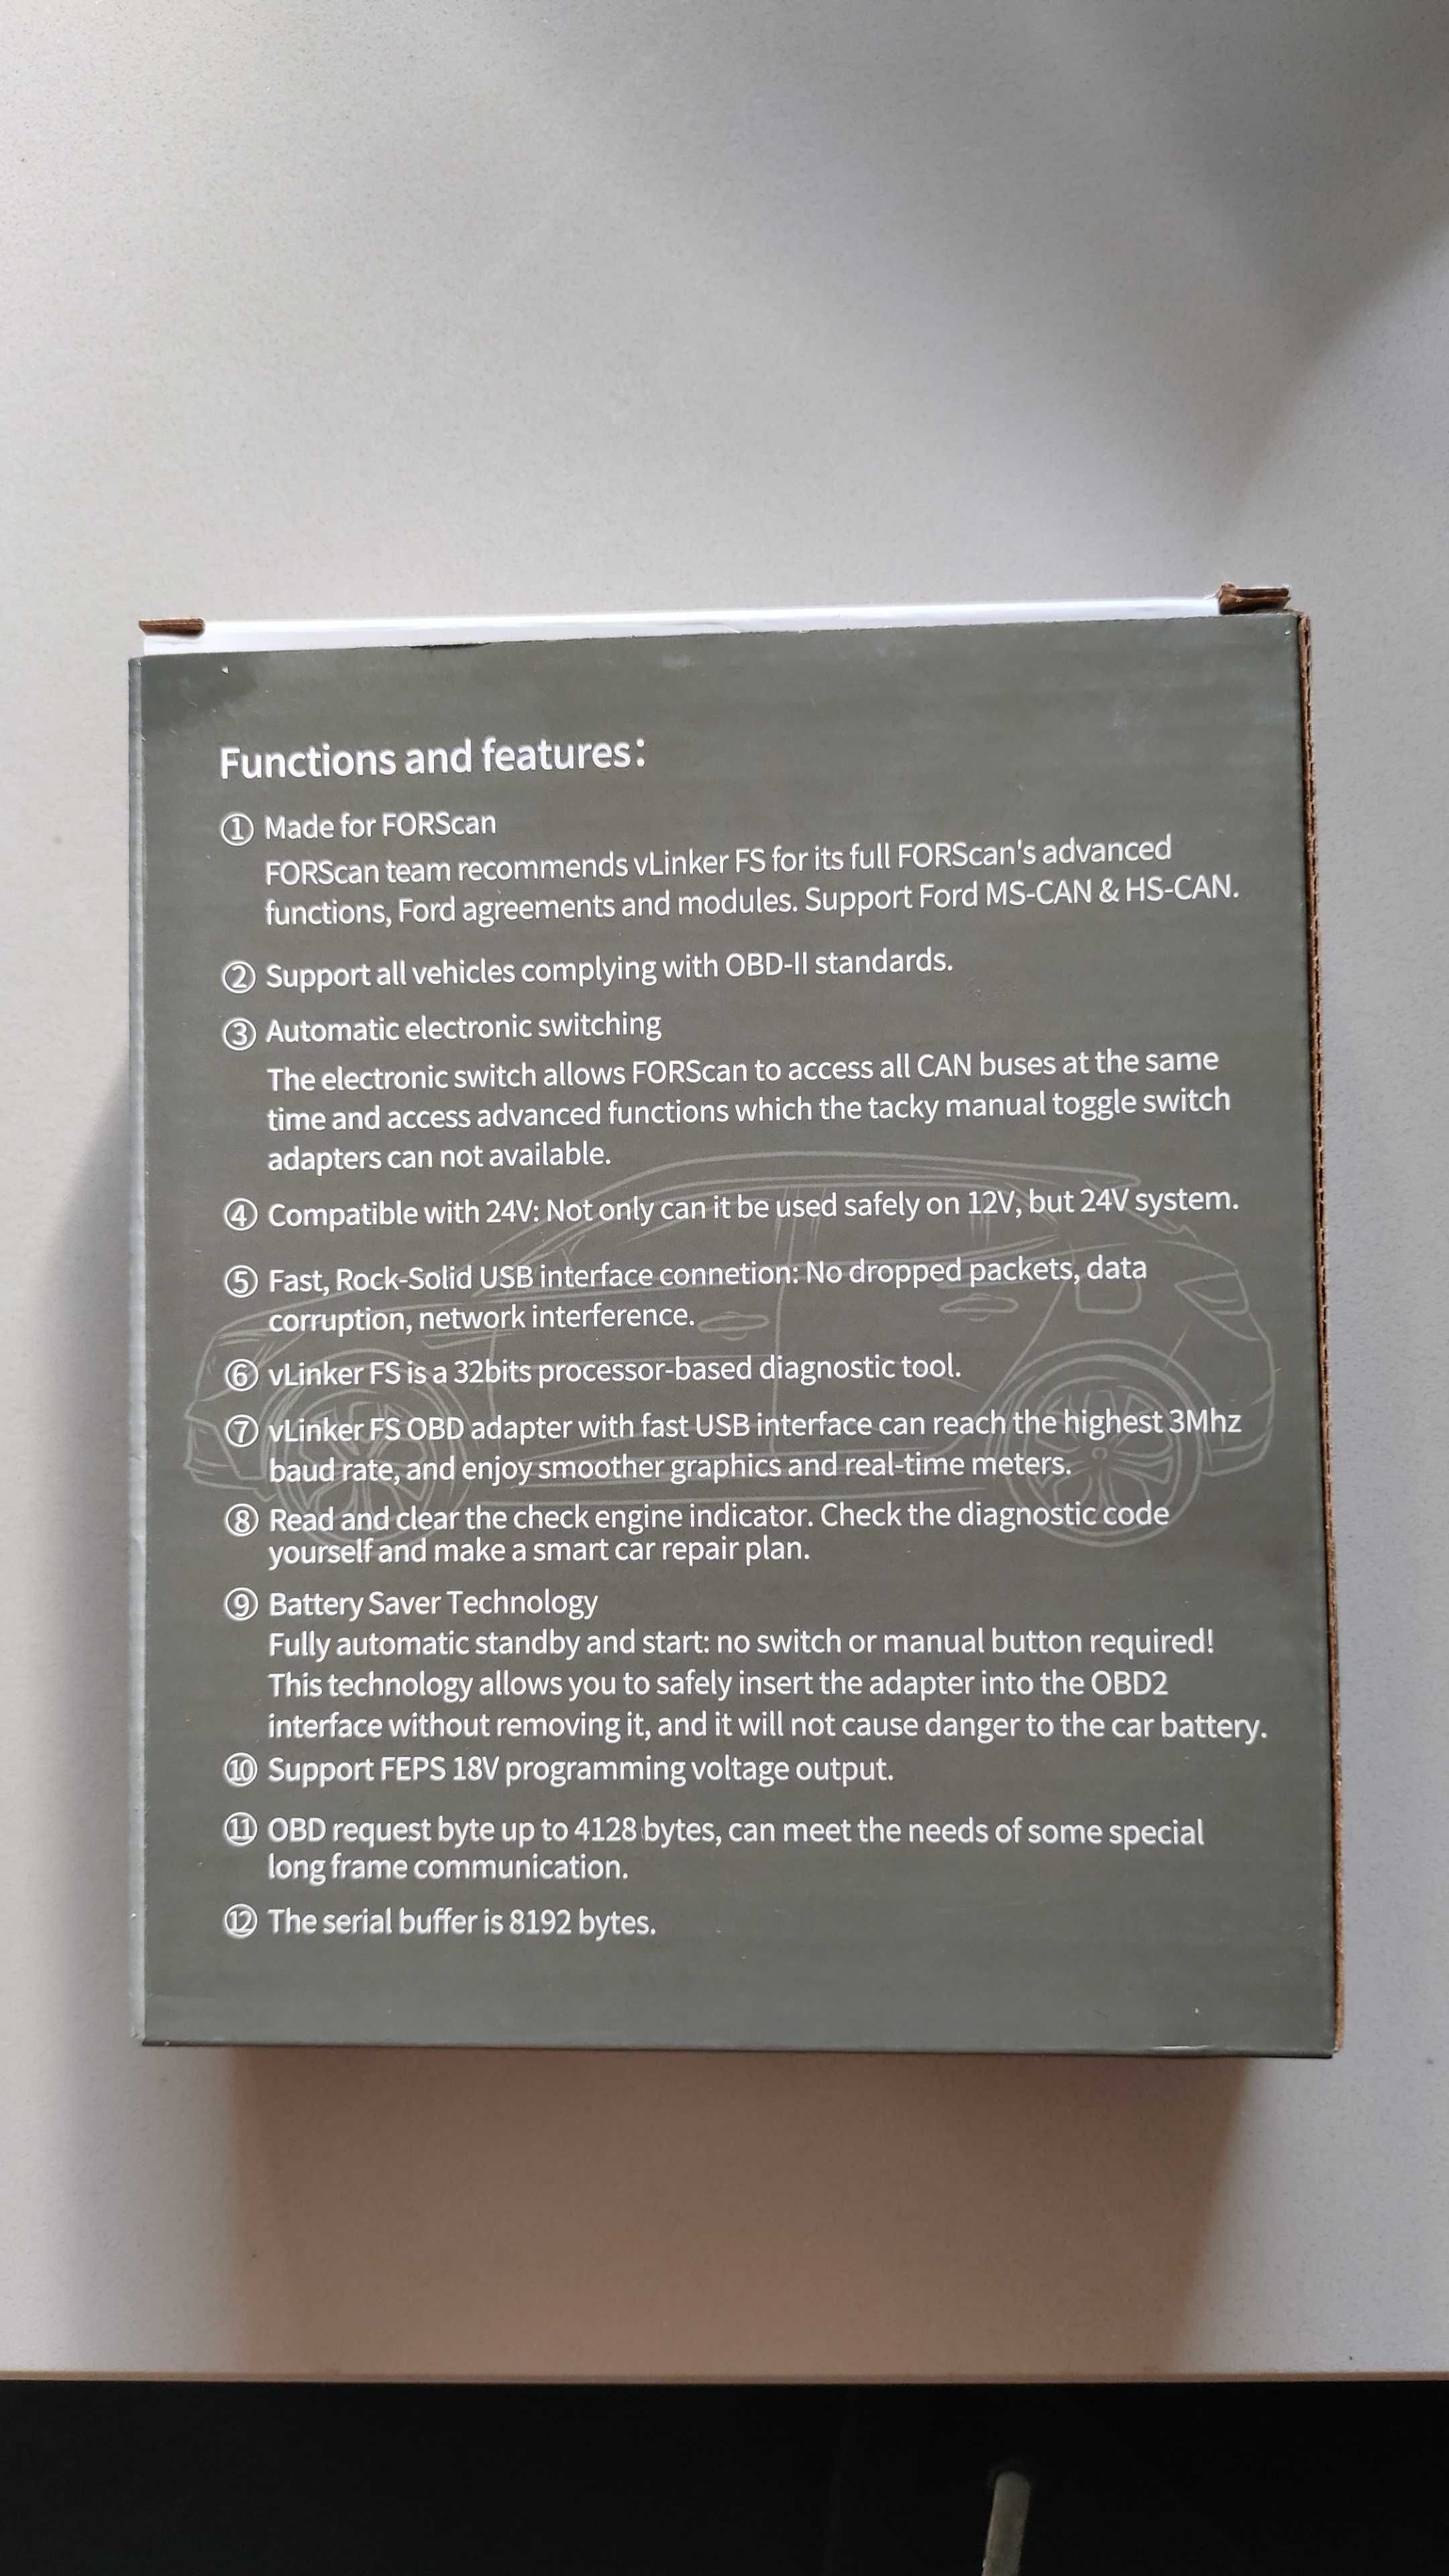 Functions and features:
① Made for FORScan
FORScan team recommends vLinker FS for its full FORScan's advanced
functions, Ford agreements and modules. Support Ford MS-CAN & HS-CAN.
② Support all vehicles complying with OBD-II standards.
③ Automatic electronic switching
The electronic switch allows FORScan to access all CAN buses at the same
time and access advanced functions which the tacky manual toggle switch
adapters can not available.
④ Compatible with 24V: Not only can it be used safely on 12V, but 24V system.
⑤ Fast, Rock-Solid USB interface connetion: No dropped packets, data
corruption, network interference.
⑥ vLinker FS is a 32bits processor-based diagnostic tool.
⑦ vLinker FS OBD adapter with fast USB interface can reach the highest 3Mhz
baud rate, and enjoy smoother graphics and real-time meters.
⑧ Read and clear the check engine indicator. Check the diagnostic code
yourself and make a smart car repair plan.
⑨ Battery Saver Technology
Fully automatic standby and start: no switch or manual button required!
This technology allows you to safely insert the adapter into the OBD2
interface without removing it, and it will not cause danger to the car battery.
⑩ Support FEPS 18V programming voltage output.
⑪ OBD request byte up to 4128 bytes, can meet the needs of some special
long frame communication.
⑫ The serial buffer is 8192 bytes.